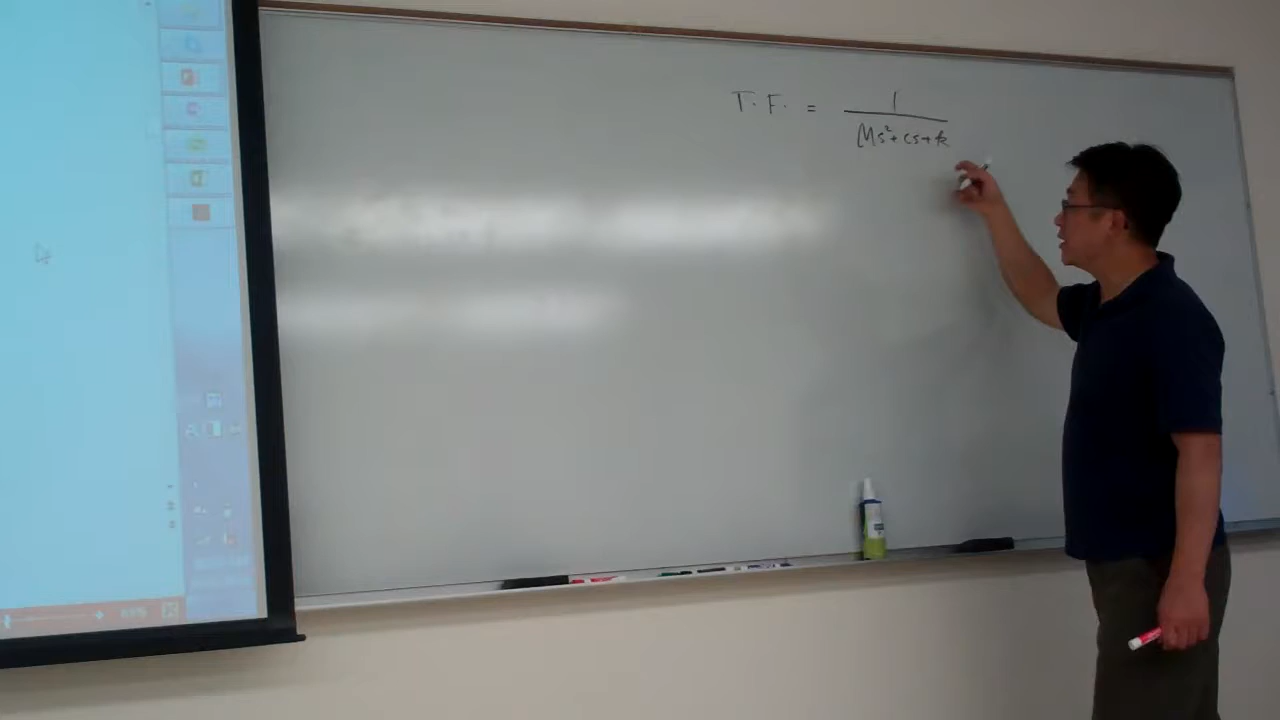 T.F. = 1 / Ms²+cs+k